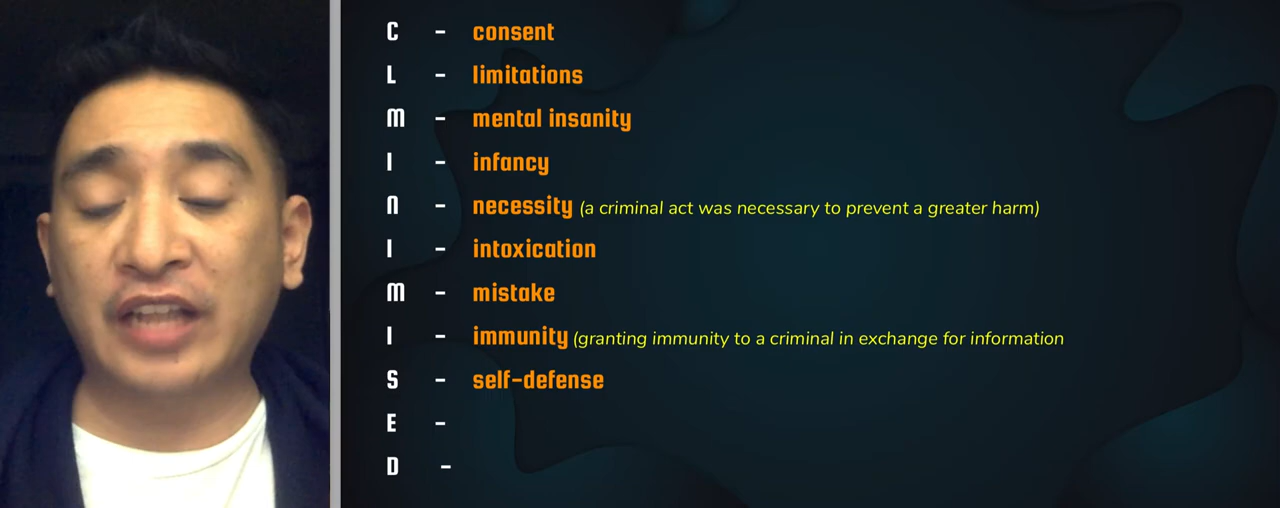 C - consent
L - limitations
M - mental insanity
I - infancy
N - necessity (a criminal act was necessary to prevent a greater harm)
I - intoxication
M - mistake
I - immunity (granting immunity to a criminal in exchange for information
S - self-defense
E -
D -